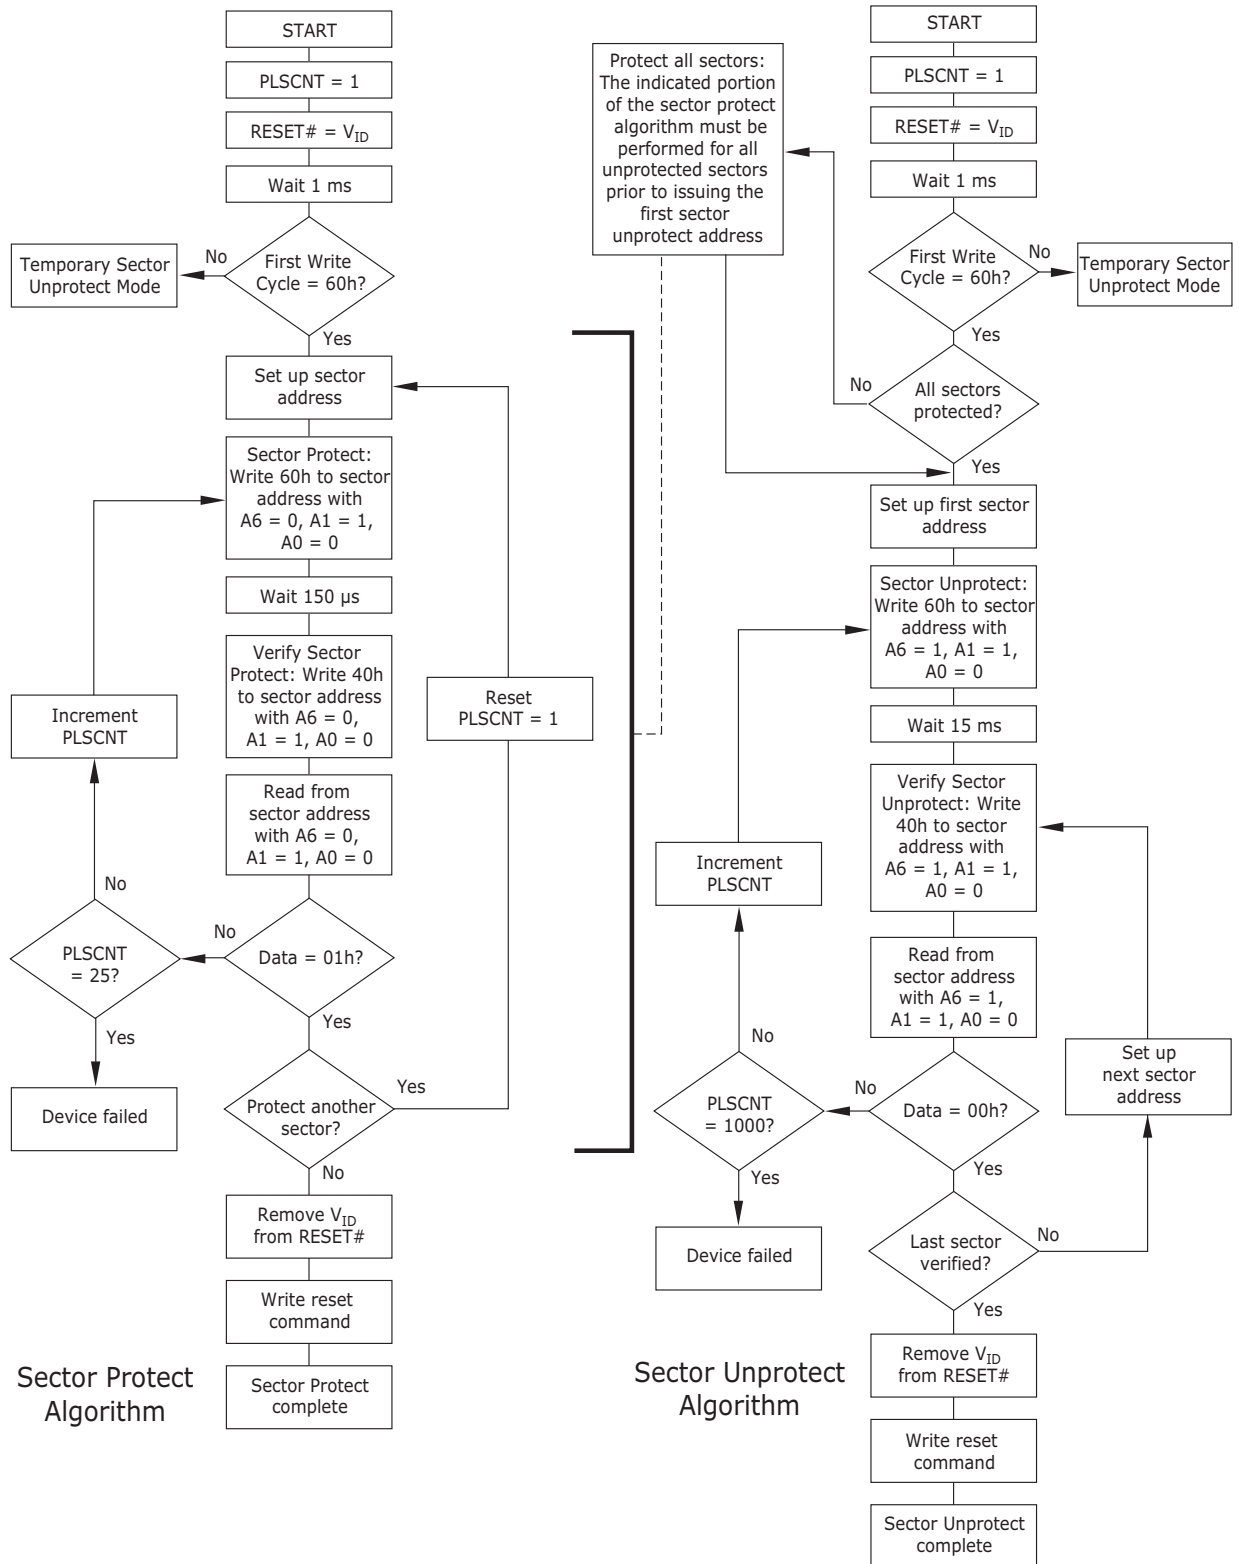 START
PLSCNT = 1
RESET# = VID
Wait 1 ms
No
First Write
Cycle = 60h?
Temporary Sector
Unprotect Mode
Yes
Set up sector
address
Sector Protect:
Write 60h to sector
address with
A6 = 0, A1 = 1,
A0 = 0
Wait 150 µs
Verify Sector
Protect: Write 40h
to sector address
with A6 = 0,
A1 = 1, A0 = 0
Increment
PLSCNT
Reset
PLSCNT = 1
Read from
sector address
with A6 = 0,
A1 = 1, A0 = 0
No
PLSCNT
= 25?
No
Data = 01h?
Yes
Yes
Device failed
Protect another
sector?
Yes
No
Remove VID
from RESET#
Write reset
command
Sector Protect
complete
Sector Protect
Algorithm
Protect all sectors:
The indicated portion
of the sector protect
algorithm must be
performed for all
unprotected sectors
prior to issuing the
first sector
unprotect address
START
PLSCNT = 1
RESET# = VID
Wait 1 ms
First Write
Cycle = 60h?
No
Temporary Sector
Unprotect Mode
Yes
No
All sectors
protected?
Yes
Set up first sector
address
Sector Unprotect:
Write 60h to sector
address with
A6 = 1, A1 = 1,
A0 = 0
Wait 15 ms
Verify Sector
Unprotect: Write
40h to sector
address with
A6 = 1, A1 = 1,
A0 = 0
Increment
PLSCNT
Read from
sector address
with A6 = 1,
A1 = 1, A0 = 0
No
PLSCNT
= 1000?
No
Data = 00h?
Set up
next sector
address
Yes
Yes
Device failed
Last sector
verified?
No
Yes
Remove VID
from RESET#
Write reset
command
Sector Unprotect
complete
Sector Unprotect
Algorithm